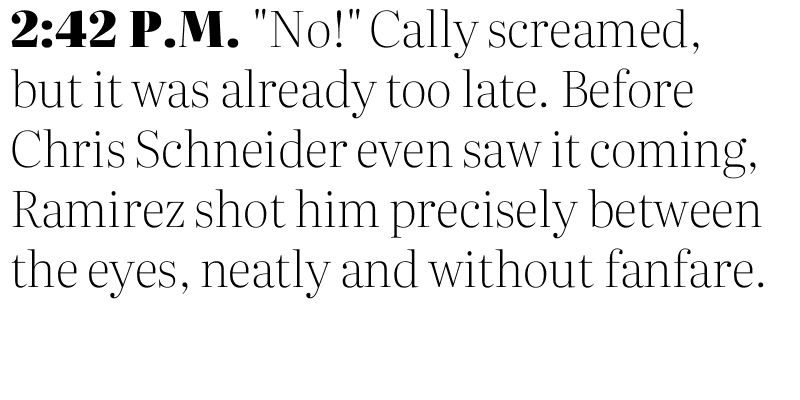 2:42 P.M. "No!" Cally screamed,
but it was already too late. Before
Chris Schneider even saw it coming,
Ramirez shot him precisely between
the eyes, neatly and without fanfare.